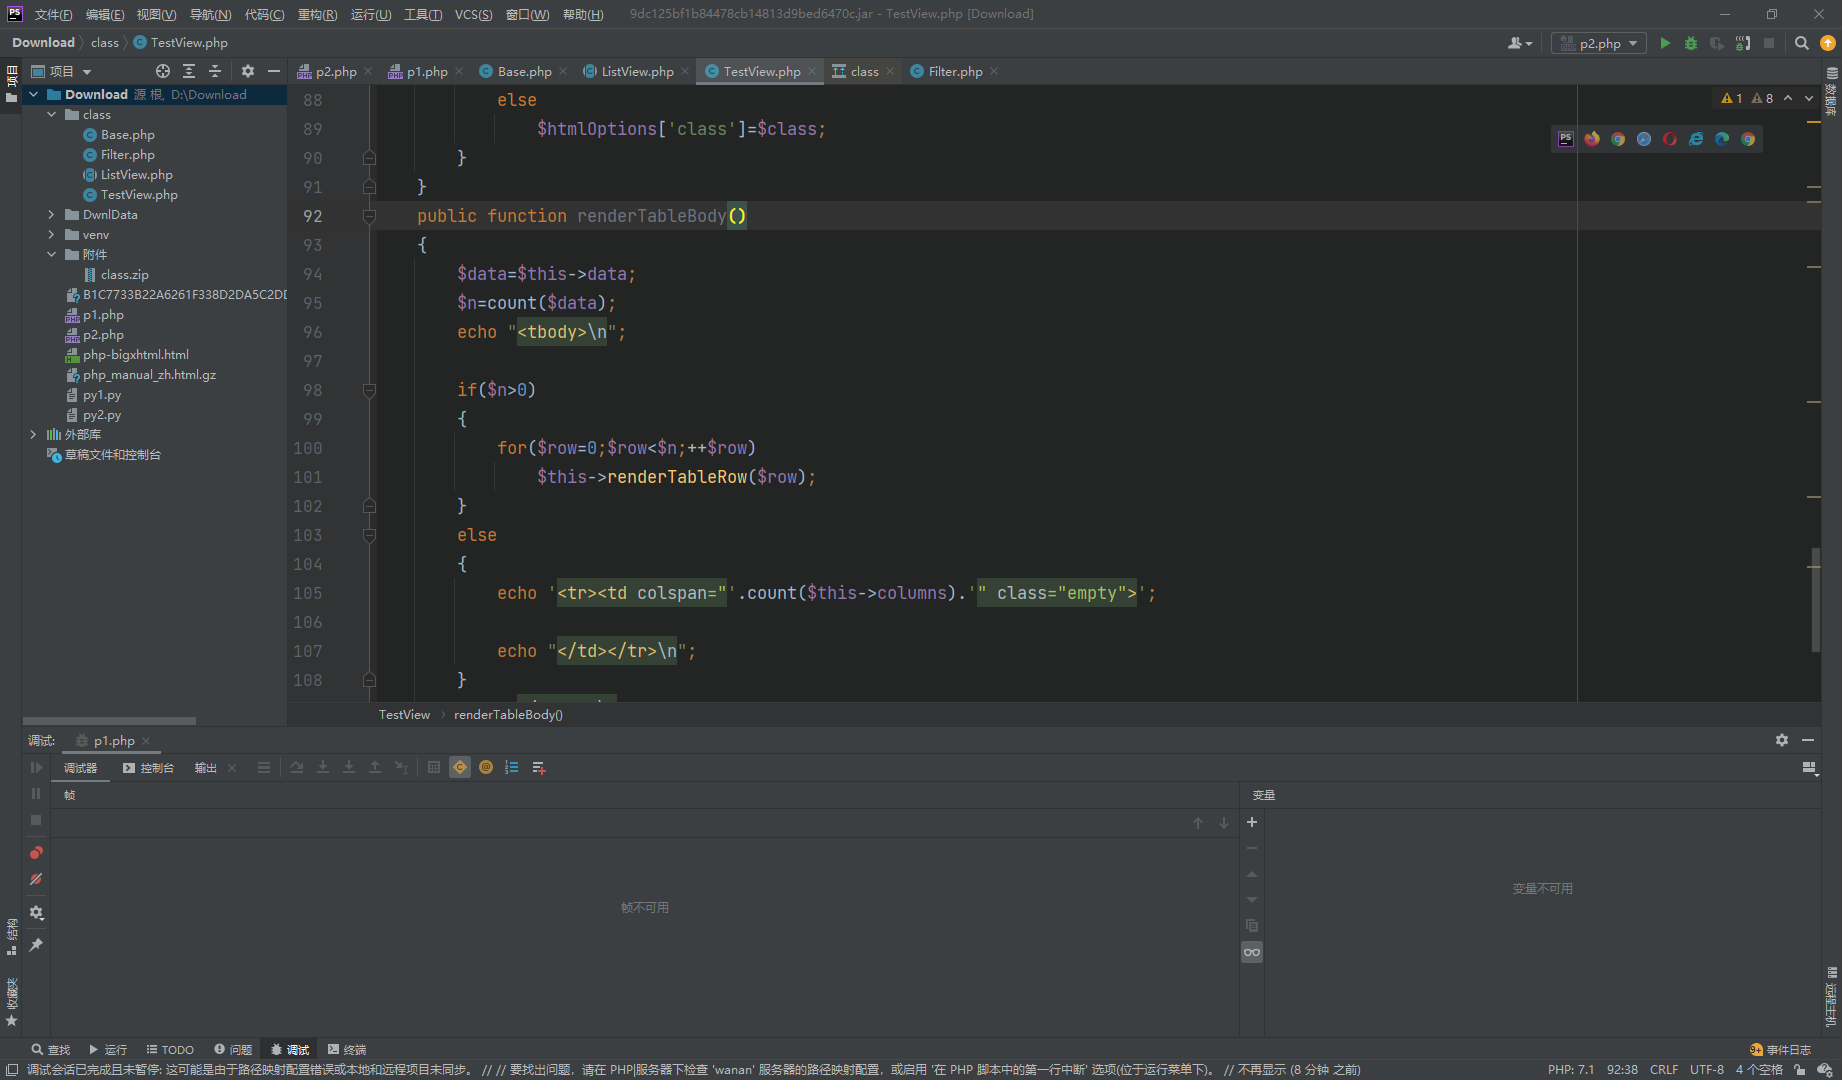 文件(F) 编辑(E) 视图(V) 导航(N) 代码(C) 重构(R) 运行(U) 工具(T) VCS(S) 窗口(W) 帮助(H) 9dc125bf1b84478cb14813d9bed6470c.jar - TestView.php [Download]
Download class TestView.php p2.php
项目 p2.php p1.php Base.php ListView.php TestView.php class Filter.php
项目
数据库
Download 源 根, D:\Download
class
Base.php
Filter.php
ListView.php
TestView.php
DwnlData
venv
附件
class.zip
B1C7733B22A6261F338D2DA5C2DD
p1.php
p2.php
php-bigxhtml.html
php_manual_zh.html.gz
py1.py
py2.py
外部库
草稿文件和控制台
1 8
88 else
89 $htmlOptions['class']=$class;
90 }
91 }
92 public function renderTableBody()
93 {
94 $data=$this->data;
95 $n=count($data);
96 echo "<tbody>\n";
97
98 if($n>0)
99 {
100 for($row=0;$row<$n;++$row)
101 $this->renderTableRow($row);
102 }
103 else
104 {
105 echo '<tr><td colspan="'.count($this->columns).'" class="empty">';
106
107 echo "</td></tr>\n";
108 }
TestView renderTableBody()
调试: p1.php
调试器 控制台 输出
帧 变量
帧不可用 变量不可用
结构
收藏夹
远程主机
查找 运行 TODO 问题 调试 终端 9+ 事件日志
调试会话已完成且未暂停: 这可能是由于路径映射配置错误或本地和远程项目未同步。 // // 要找出问题，请在 PHP|服务器下检查 'wanan' 服务器的路径映射配置，或启用 '在 PHP 脚本中的第一行中断' 选项(位于运行菜单下)。 // 不再显示 (8 分钟 之前) PHP: 7.1 92:38 CRLF UTF-8 4 个空格